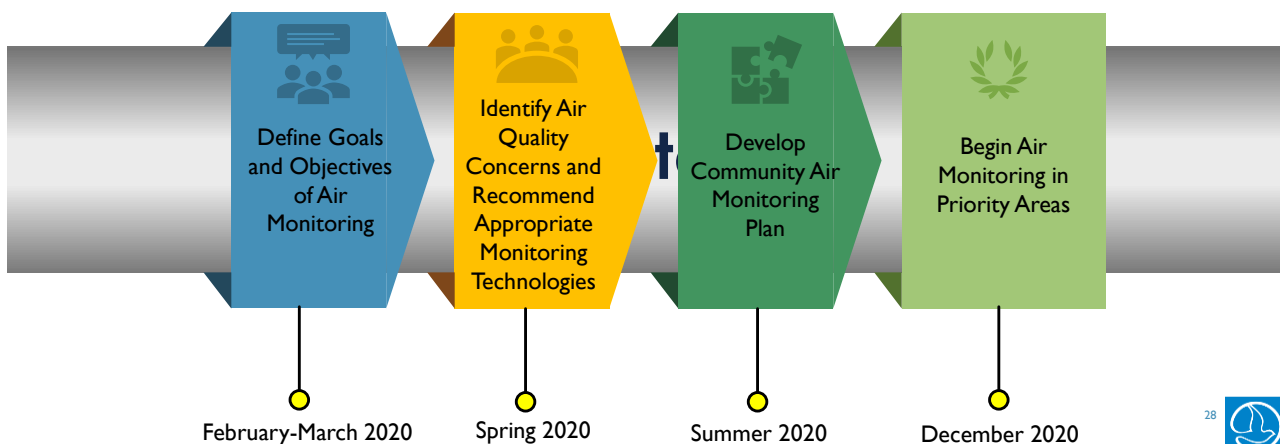 Define Goals
and Objectives
of Air
Monitoring
Identify Air
Quality
Concerns and
Recommend
Appropriate
Monitoring
Technologies
Develop
Community Air
Monitoring
Plan
Begin Air
Monitoring in
Priority Areas
February-March 2020
Spring 2020
Summer 2020
December 2020
28